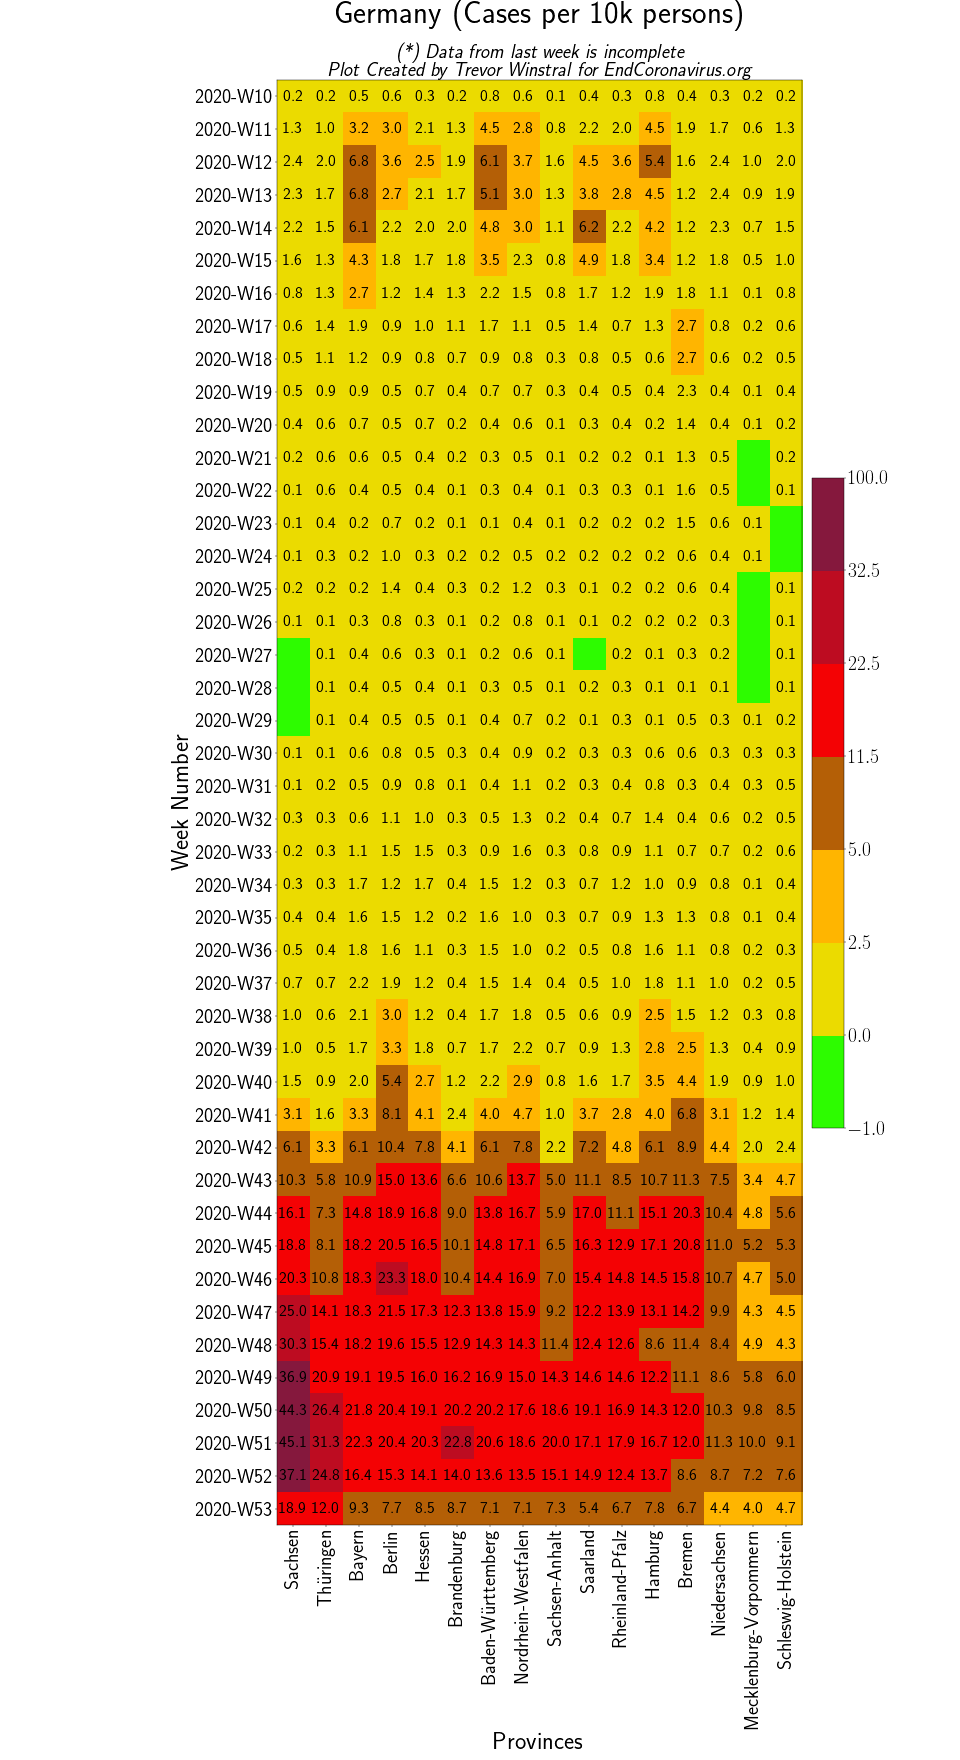 Germany (Cases per 10k persons)
(*) Data from last week is incomplete
Plot Created by Trevor Winstral for EndCoronavirus.org
2020-W10 0.2 0.2 0.5 0.6 0.3 0.2 0.8 0.6 0.1 0.4 0.3 0.8 0.4 0.3 0.2 0.2
2020-W11 1.3 1.0 3.2 3.0 2.1 1.3 4.5 2.8 0.8 2.2 2.0 4.5 1.9 1.7 0.6 1.3
2020-W12 2.4 2.0 6.8 3.6 2.5 1.9 6.1 3.7 1.6 4.5 3.6 5.4 1.6 2.4 1.0 2.0
2020-W13 2.3 1.7 6.8 2.7 2.1 1.7 5.1 3.0 1.3 3.8 2.8 4.5 1.2 2.4 0.9 1.9
2020-W14 2.2 1.5 6.1 2.2 2.0 2.0 4.8 3.0 1.1 6.2 2.2 4.2 1.2 2.3 0.7 1.5
2020-W15 1.6 1.3 4.3 1.8 1.7 1.8 3.5 2.3 0.8 4.9 1.8 3.4 1.2 1.8 0.5 1.0
2020-W16 0.8 1.3 2.7 1.2 1.4 1.3 2.2 1.5 0.8 1.7 1.2 1.9 1.8 1.1 0.1 0.8
2020-W17 0.6 1.4 1.9 0.9 1.0 1.1 1.7 1.1 0.5 1.4 0.7 1.3 2.7 0.8 0.2 0.6
2020-W18 0.5 1.1 1.2 0.9 0.8 0.7 0.9 0.8 0.3 0.8 0.5 0.6 2.7 0.6 0.2 0.5
2020-W19 0.5 0.9 0.9 0.5 0.7 0.4 0.7 0.7 0.3 0.4 0.5 0.4 2.3 0.4 0.1 0.4
2020-W20 0.4 0.6 0.7 0.5 0.7 0.2 0.4 0.6 0.1 0.3 0.4 0.2 1.4 0.4 0.1 0.2
2020-W21 0.2 0.6 0.6 0.5 0.4 0.2 0.3 0.5 0.1 0.2 0.2 0.1 1.3 0.5 0.2
2020-W22 0.1 0.6 0.4 0.5 0.4 0.1 0.3 0.4 0.1 0.3 0.3 0.1 1.6 0.5 0.1
2020-W23 0.1 0.4 0.2 0.7 0.2 0.1 0.1 0.4 0.1 0.2 0.2 0.2 1.5 0.6 0.1
2020-W24 0.1 0.3 0.2 1.0 0.3 0.2 0.2 0.5 0.2 0.2 0.2 0.2 0.6 0.4 0.1
2020-W25 0.2 0.2 0.2 1.4 0.4 0.3 0.2 1.2 0.3 0.1 0.2 0.2 0.6 0.4 0.1
2020-W26 0.1 0.1 0.3 0.8 0.3 0.1 0.2 0.8 0.1 0.1 0.2 0.2 0.2 0.3 0.1
2020-W27 0.1 0.4 0.6 0.3 0.1 0.2 0.6 0.1 0.2 0.1 0.3 0.2 0.1
2020-W28 0.1 0.4 0.5 0.4 0.1 0.3 0.5 0.1 0.2 0.3 0.1 0.1 0.1 0.1
2020-W29 0.1 0.4 0.5 0.5 0.1 0.4 0.7 0.2 0.1 0.3 0.1 0.5 0.3 0.1 0.2
2020-W30 0.1 0.1 0.6 0.8 0.5 0.3 0.4 0.9 0.2 0.3 0.3 0.6 0.6 0.3 0.3 0.3
2020-W31 0.1 0.2 0.5 0.9 0.8 0.1 0.4 1.1 0.2 0.3 0.4 0.8 0.3 0.4 0.3 0.5
2020-W32 0.3 0.3 0.6 1.1 1.0 0.3 0.5 1.3 0.2 0.4 0.7 1.4 0.4 0.6 0.2 0.5
2020-W33 0.2 0.3 1.1 1.5 1.5 0.3 0.9 1.6 0.3 0.8 0.9 1.1 0.7 0.7 0.2 0.6
2020-W34 0.3 0.3 1.7 1.2 1.7 0.4 1.5 1.2 0.3 0.7 1.2 1.0 0.9 0.8 0.1 0.4
2020-W35 0.4 0.4 1.6 1.5 1.2 0.2 1.6 1.0 0.3 0.7 0.9 1.3 1.3 0.8 0.1 0.4
2020-W36 0.5 0.4 1.8 1.6 1.1 0.3 1.5 1.0 0.2 0.5 0.8 1.6 1.1 0.8 0.2 0.3
2020-W37 0.7 0.7 2.2 1.9 1.2 0.4 1.5 1.4 0.4 0.5 1.0 1.8 1.1 1.0 0.2 0.5
2020-W38 1.0 0.6 2.1 3.0 1.2 0.4 1.7 1.8 0.5 0.6 0.9 2.5 1.5 1.2 0.3 0.8
2020-W39 1.0 0.5 1.7 3.3 1.8 0.7 1.7 2.2 0.7 0.9 1.3 2.8 2.5 1.3 0.4 0.9
2020-W40 1.5 0.9 2.0 5.4 2.7 1.2 2.2 2.9 0.8 1.6 1.7 3.5 4.4 1.9 0.9 1.0
2020-W41 3.1 1.6 3.3 8.1 4.1 2.4 4.0 4.7 1.0 3.7 2.8 4.0 6.8 3.1 1.2 1.4
2020-W42 6.1 3.3 6.1 10.4 7.8 4.1 6.1 7.8 2.2 7.2 4.8 6.1 8.9 4.4 2.0 2.4
2020-W43 10.3 5.8 10.9 15.0 13.6 6.6 10.6 13.7 5.0 11.1 8.5 10.7 11.3 7.5 3.4 4.7
2020-W44 16.1 7.3 14.8 18.9 16.8 9.0 13.8 16.7 5.9 17.0 11.1 15.1 20.3 10.4 4.8 5.6
2020-W45 18.8 8.1 18.2 20.5 16.5 10.1 14.8 17.1 6.5 16.3 12.9 17.1 20.8 11.0 5.2 5.3
2020-W46 20.3 10.8 18.3 23.3 18.0 10.4 14.4 16.9 7.0 15.4 14.8 14.5 15.8 10.7 4.7 5.0
2020-W47 25.0 14.1 18.3 21.5 17.3 12.3 13.8 15.9 9.2 12.2 13.9 13.1 14.2 9.9 4.3 4.5
2020-W48 30.3 15.4 18.2 19.6 15.5 12.9 14.3 14.3 11.4 12.4 12.6 8.6 11.4 8.4 4.9 4.3
2020-W49 36.9 20.9 19.1 19.5 16.0 16.2 16.9 15.0 14.3 14.6 14.6 12.2 11.1 8.6 5.8 6.0
2020-W50 44.3 26.4 21.8 20.4 19.1 20.2 20.2 17.6 18.6 19.1 16.9 14.3 12.0 10.3 9.8 8.5
2020-W51 45.1 31.3 22.3 20.4 20.3 22.8 20.6 18.6 20.0 17.1 17.9 16.7 12.0 11.3 10.0 9.1
2020-W52 37.1 24.8 16.4 15.3 14.1 14.0 13.6 13.5 15.1 14.9 12.4 13.7 8.6 8.7 7.2 7.6
2020-W53 18.9 12.0 9.3 7.7 8.5 8.7 7.1 7.1 7.3 5.4 6.7 7.8 6.7 4.4 4.0 4.7
Week Number
Sachsen
Thüringen
Bayern
Berlin
Hessen
Brandenburg
Baden-Württemberg
Nordrhein-Westfalen
Sachsen-Anhalt
Saarland
Rheinland-Pfalz
Hamburg
Bremen
Niedersachsen
Mecklenburg-Vorpommern
Schleswig-Holstein
Provinces
100.0
32.5
22.5
11.5
5.0
2.5
0.0
−1.0